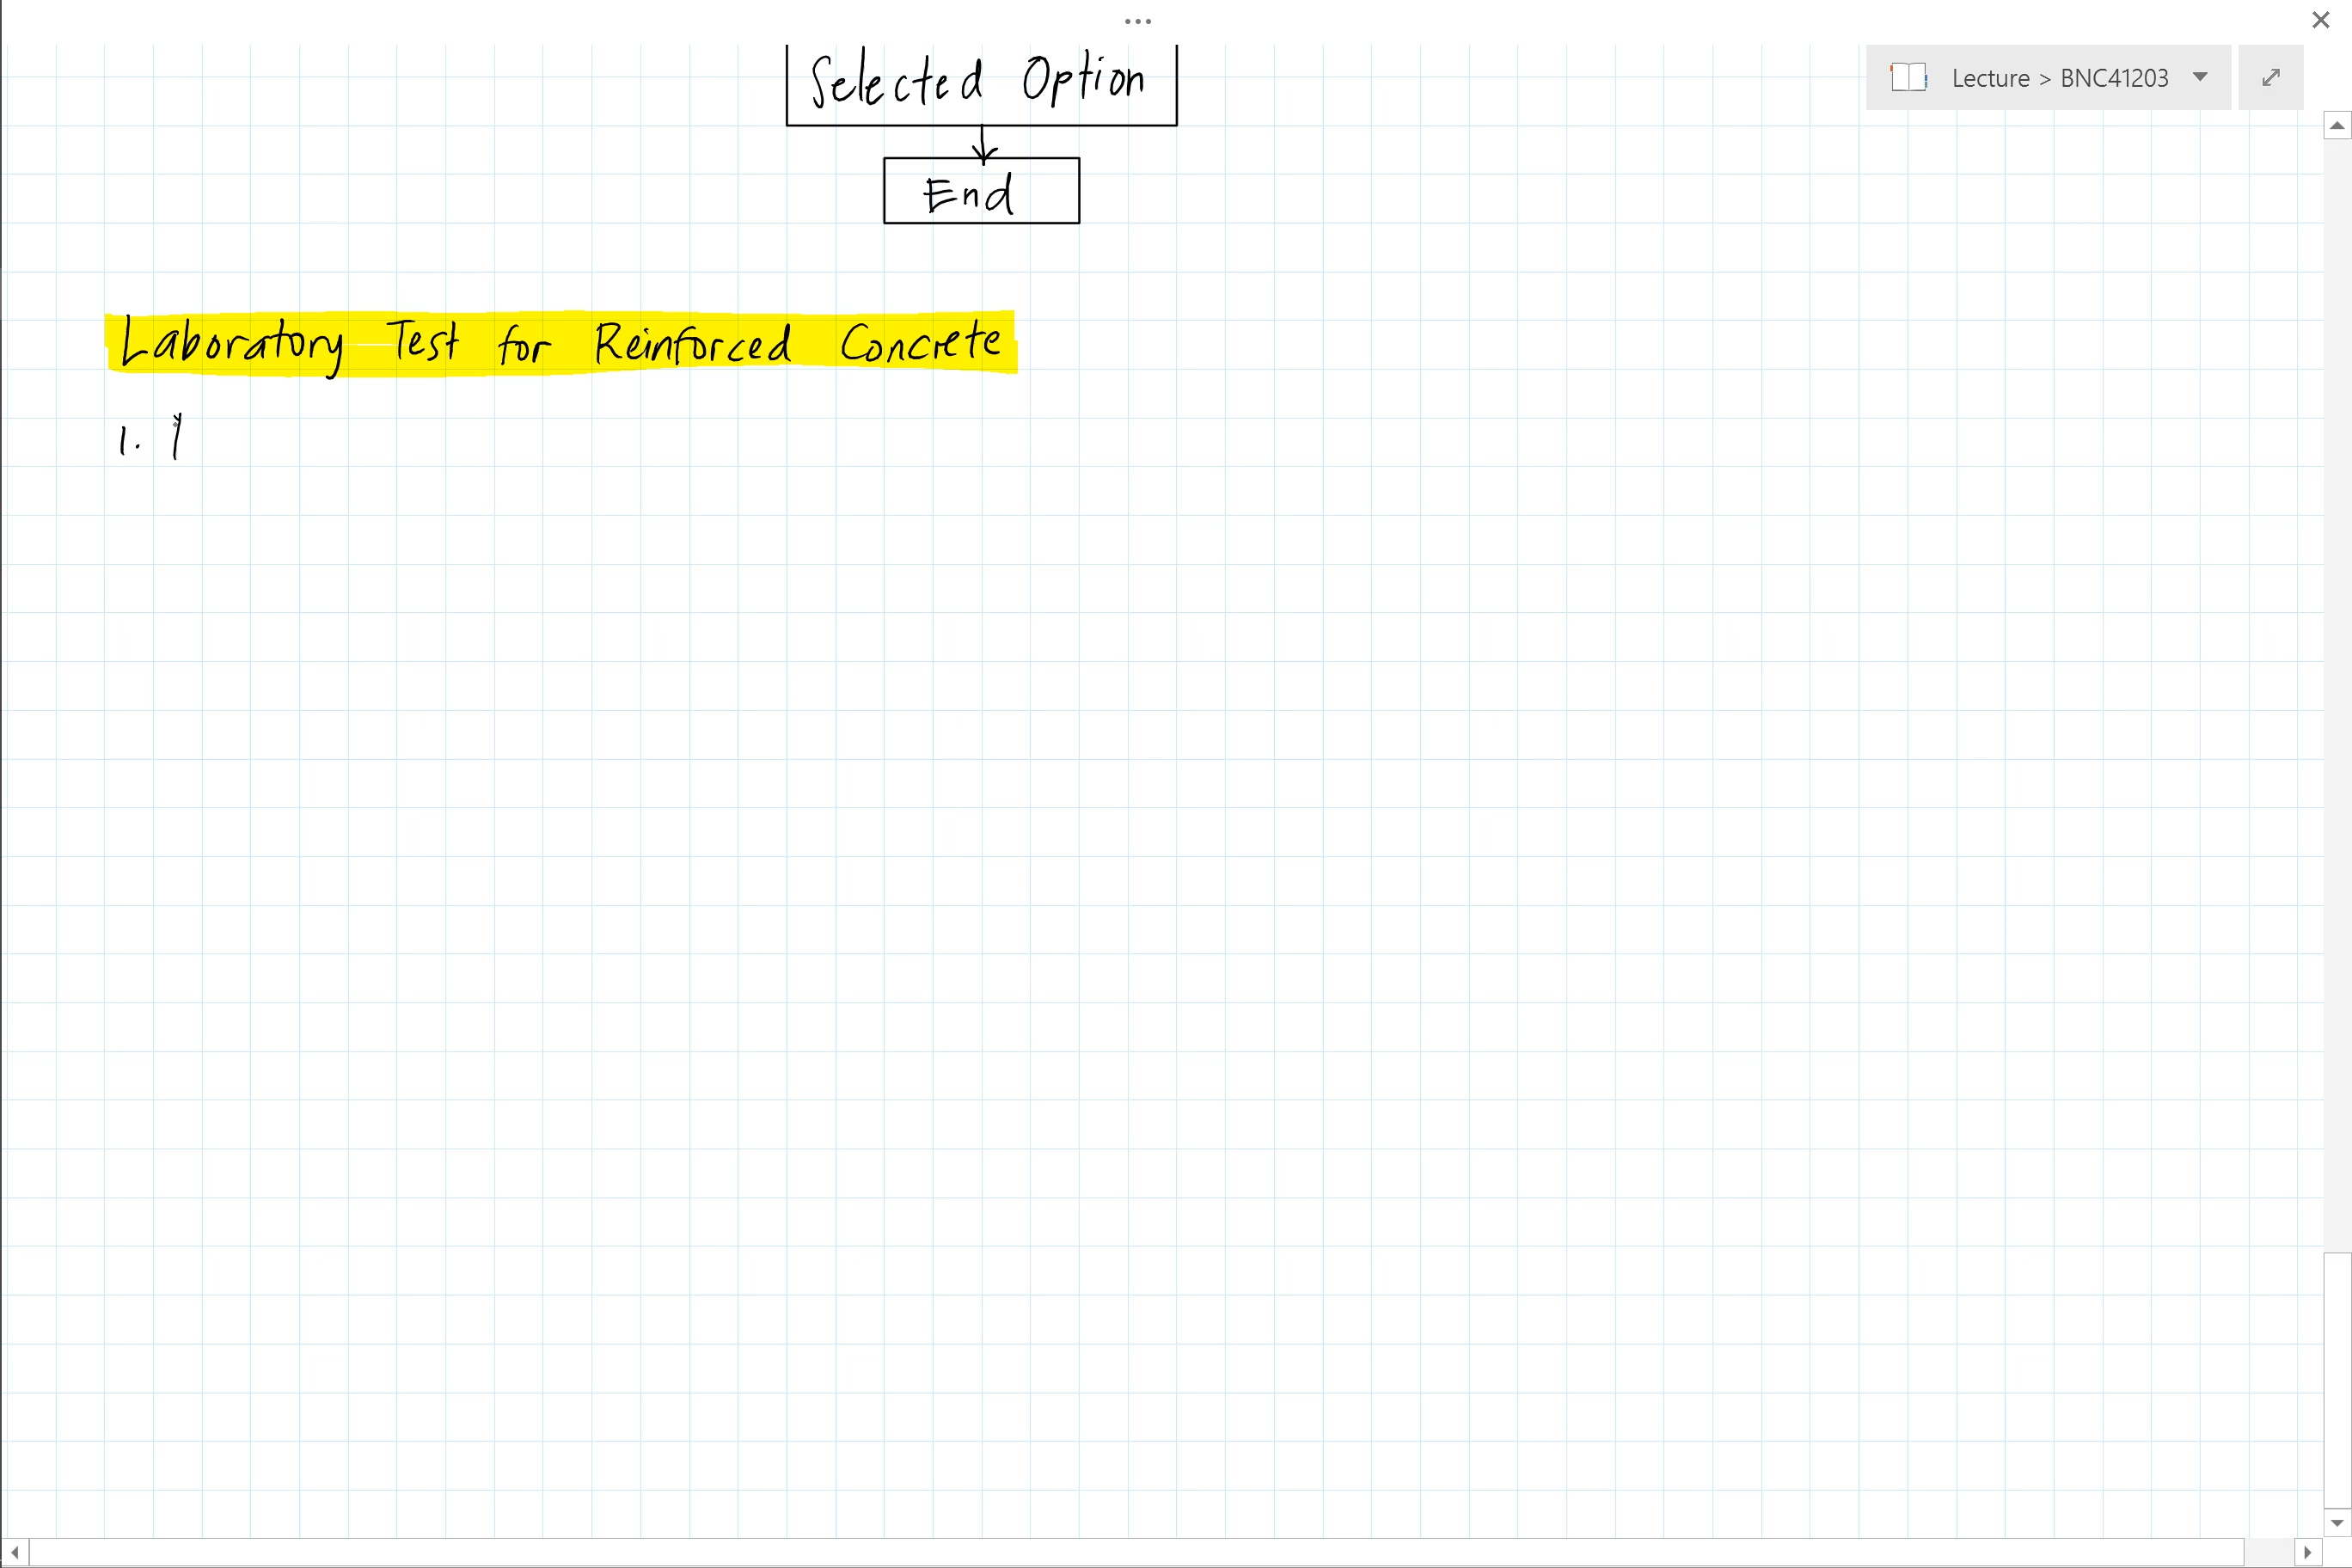 Selected Option
Lecture > BNC41203
End
Laboratory Test for Reinforced Concrete
1.